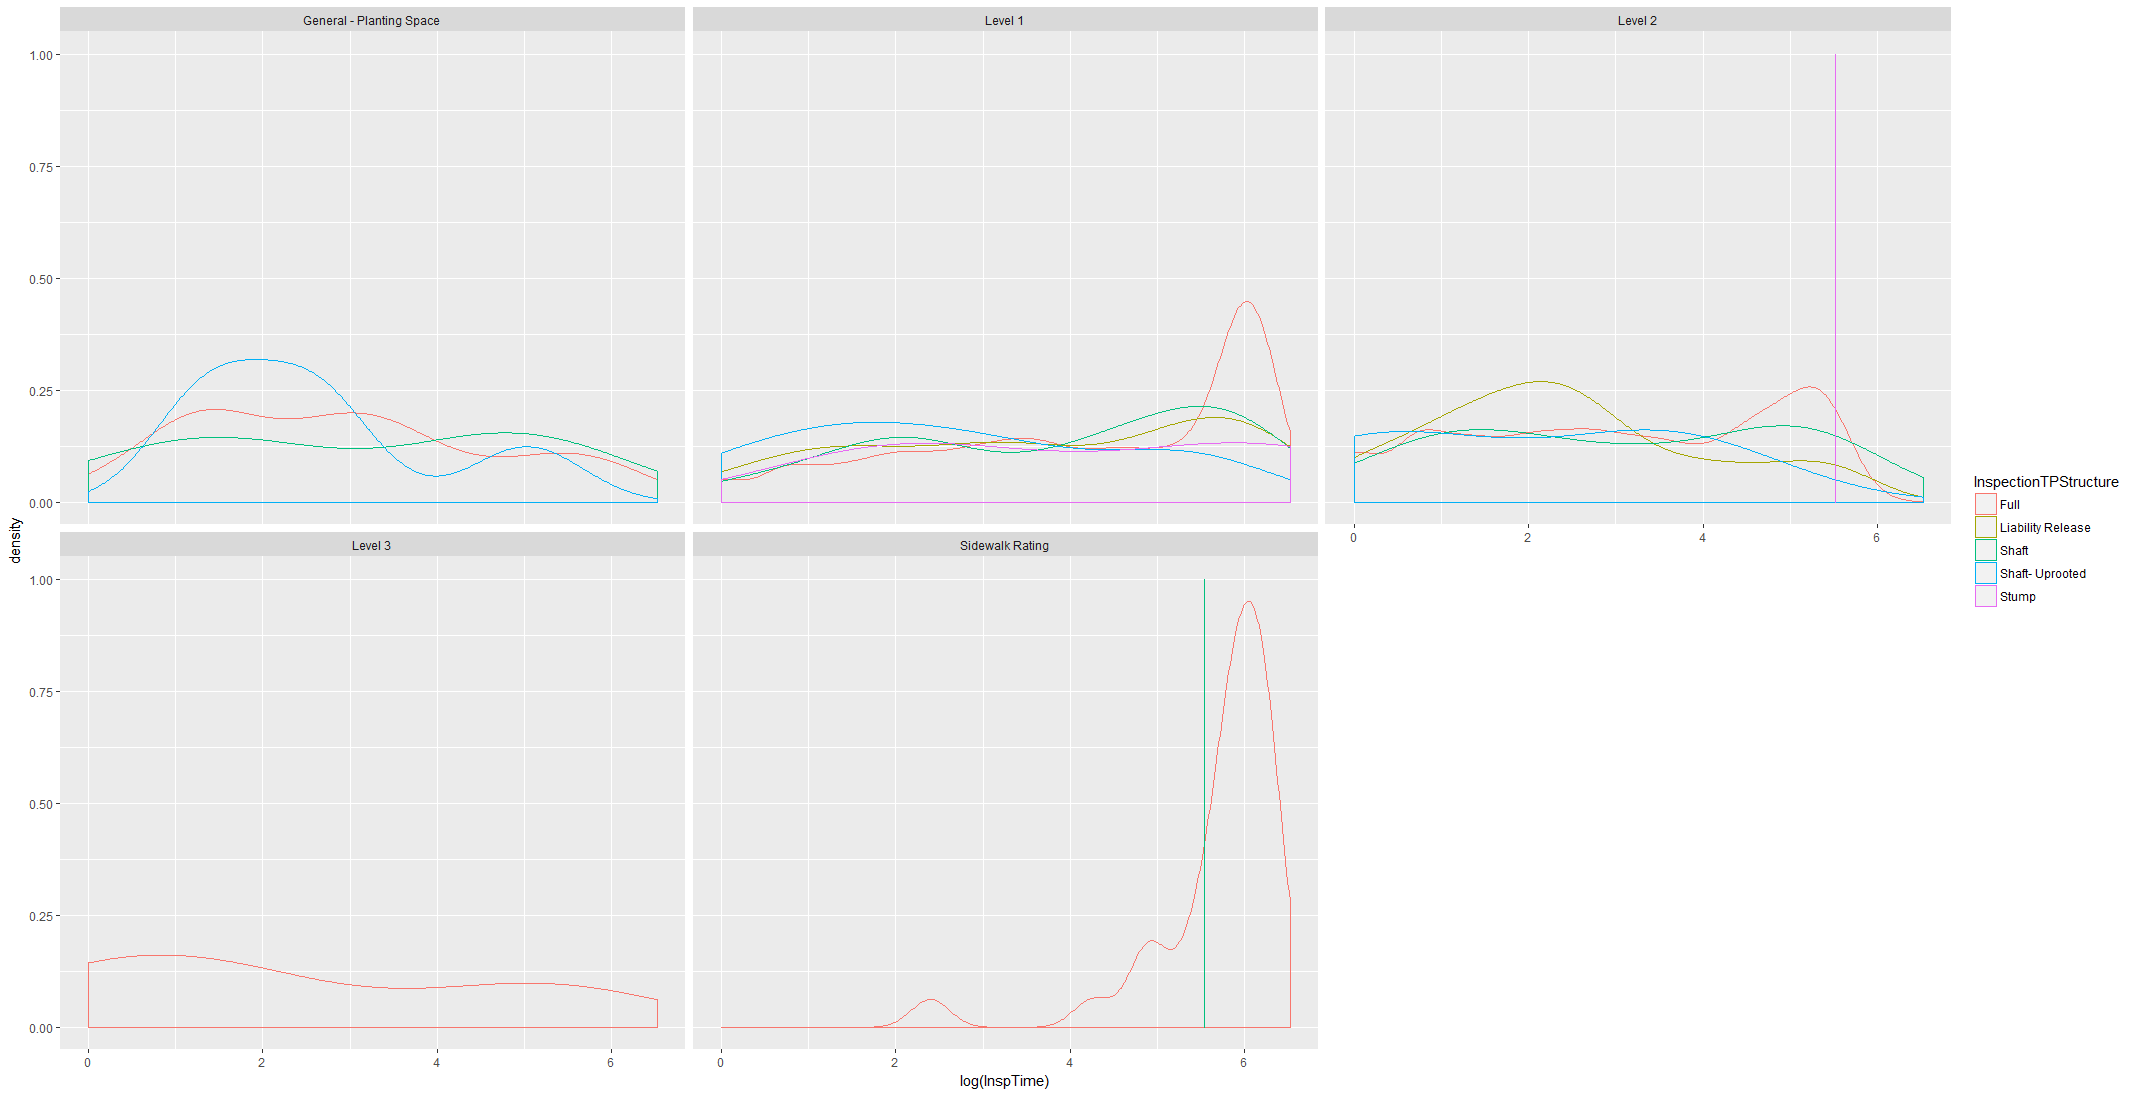 General - Planting Space
Level 1
Level 2
1.00
0.75
0.50
0.25
0.00
0 2 4 6
Level 3
Sidewalk Rating
1.00
0.75
0.50
0.25
0.00
0 2 4 6
0 2 4 6
density
log(InspTime)
InspectionTPStructure
Full
Liability Release
Shaft
Shaft- Uprooted
Stump